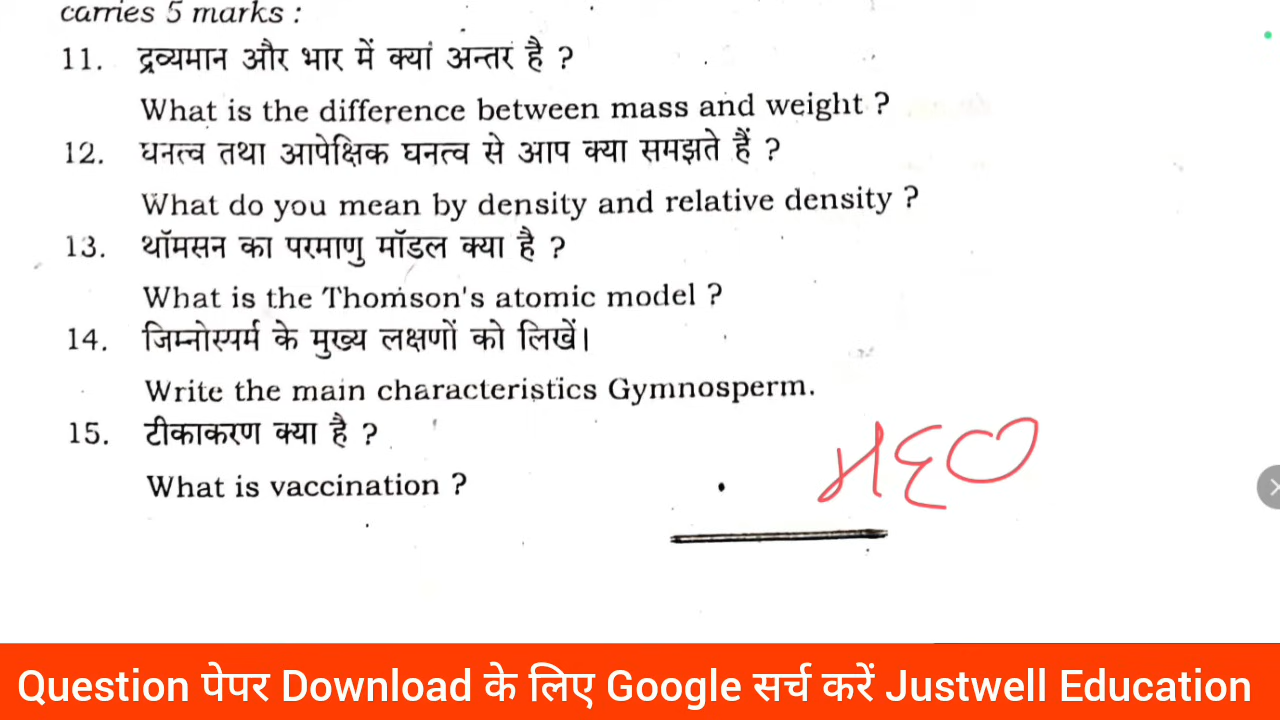 carries 5 marks :
11. द्रव्यमान और भार में क्यां अन्तर है ?
What is the difference between mass and weight ?
12. घनत्व तथा आपेक्षिक घनत्व से आप क्या समझते हैं ?
What do you mean by density and relative density ?
13. थॉमसन का परमाणु मॉडल क्या है ?
What is the Thomson's atomic model ?
14. जिम्नोस्पर्म के मुख्य लक्षणों को लिखें।
Write the main characteristics Gymnosperm.
15. टीकाकरण क्या है ?
What is vaccination ?
Question पेपर Download के लिए Google सर्च करें Justwell Education